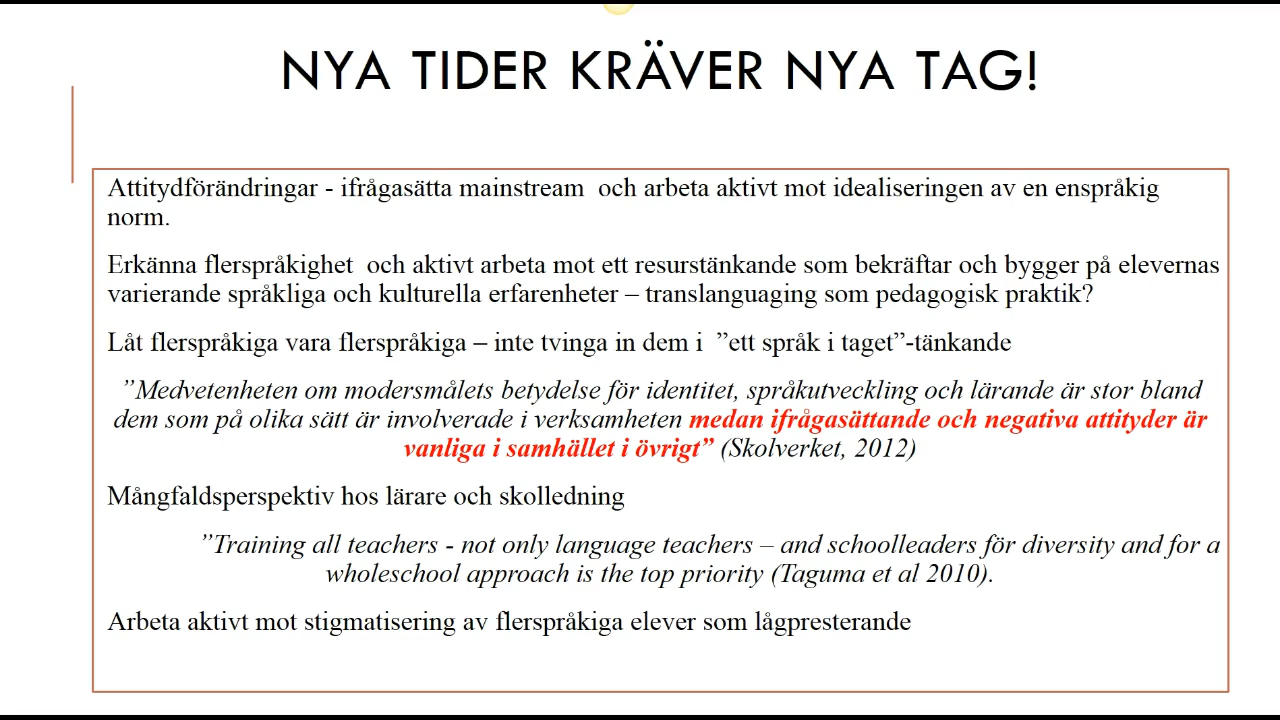 NYA TIDER KRÄVER NYA TAG!
Attitydförändringar - ifrågasätta mainstream  och arbeta aktivt mot idealiseringen av en enspråkig
norm.
Erkänna flerspråkighet  och aktivt arbeta mot ett resurstänkande som bekräftar och bygger på elevernas
varierande språkliga och kulturella erfarenheter – translanguaging som pedagogisk praktik?
Låt flerspråkiga vara flerspråkiga – inte tvinga in dem i  ”ett språk i taget”-tänkande
”Medvetenheten om modersmålets betydelse för identitet, språkutveckling och lärande är stor bland
dem som på olika sätt är involverade i verksamheten medan ifrågasättande och negativa attityder är
vanliga i samhället i övrigt” (Skolverket, 2012)
Mångfaldsperspektiv hos lärare och skolledning
”Training all teachers - not only language teachers – and schoolleaders för diversity and for a
wholeschool approach is the top priority (Taguma et al 2010).
Arbeta aktivt mot stigmatisering av flerspråkiga elever som lågpresterande